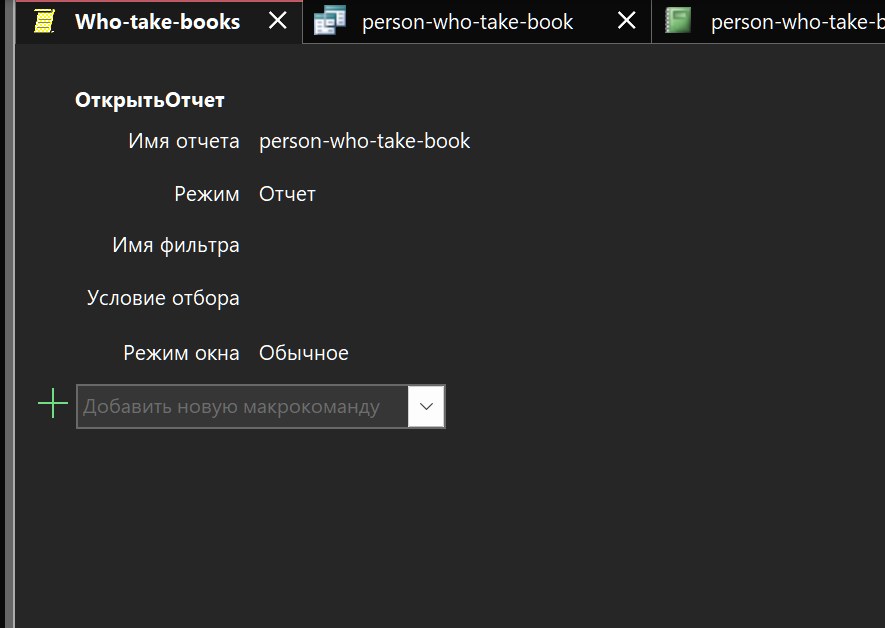 Who-take-books person-who-take-book person-who-take-b
ОткрытьОтчет
Имя отчета person-who-take-book
Режим Отчет
Имя фильтра
Условие отбора
Режим окна Обычное
Добавить новую макрокоманду